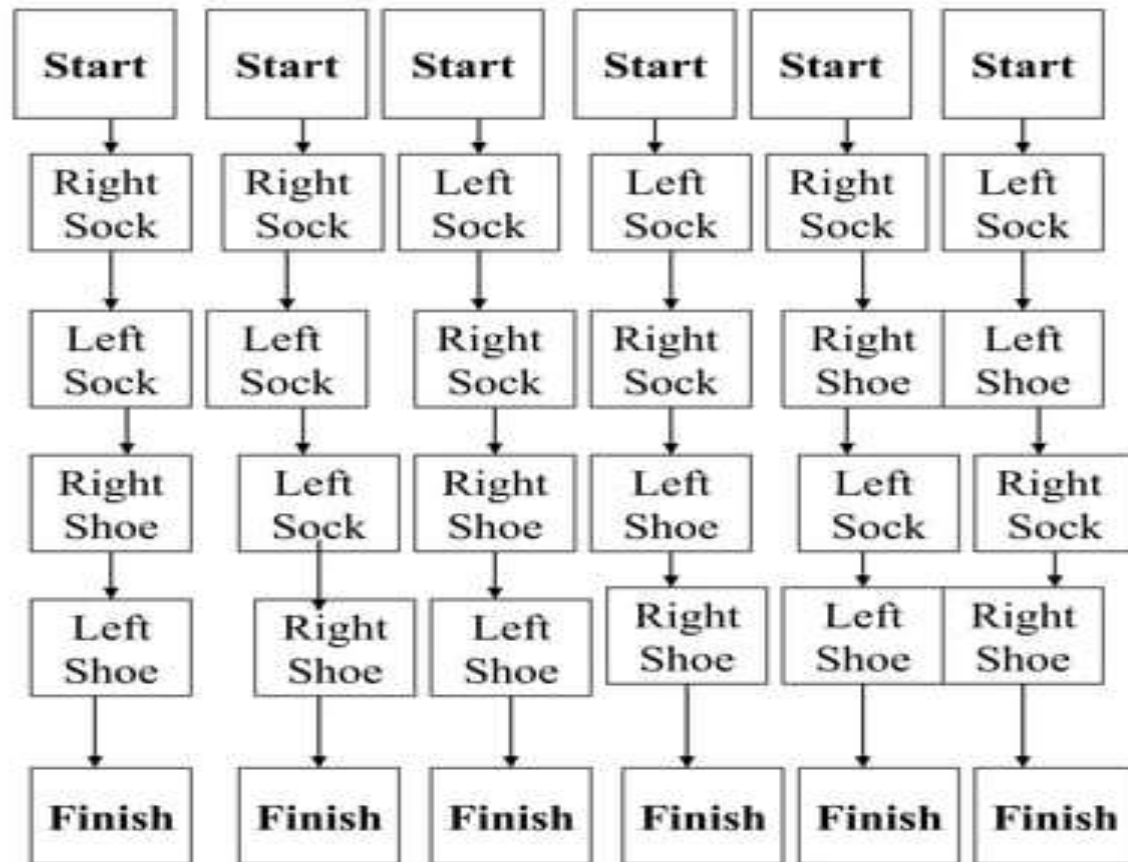 Start Start Start Start Start Start
Right Right Left Left Right Left
Sock Sock Sock Sock Sock Sock
Left Left Right Right Right Left
Sock Sock Sock Sock Shoe Shoe
Right Left Right Left Left Right
Shoe Sock Shoe Shoe Sock Sock
Left Right Left Right Left Right
Shoe Shoe Shoe Shoe Shoe Shoe
Finish Finish Finish Finish Finish Finish